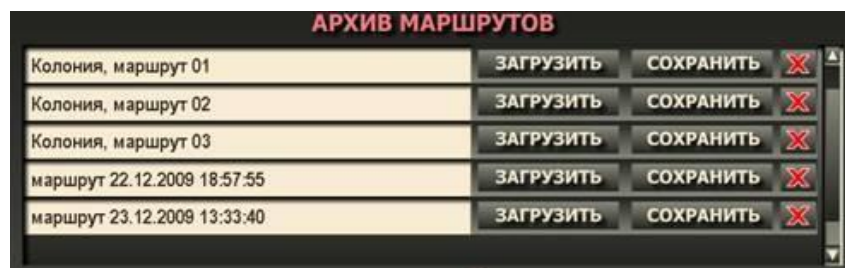 АРХИВ МАРШРУТОВ
Колония, маршрут 01 ЗАГРУЗИТЬ СОХРАНИТЬ X
Колония, маршрут 02 ЗАГРУЗИТЬ СОХРАНИТЬ X
Колония, маршрут 03 ЗАГРУЗИТЬ СОХРАНИТЬ X
маршрут 22.12.2009 18:57:55 ЗАГРУЗИТЬ СОХРАНИТЬ X
маршрут 23.12.2009 13:33:40 ЗАГРУЗИТЬ СОХРАНИТЬ X